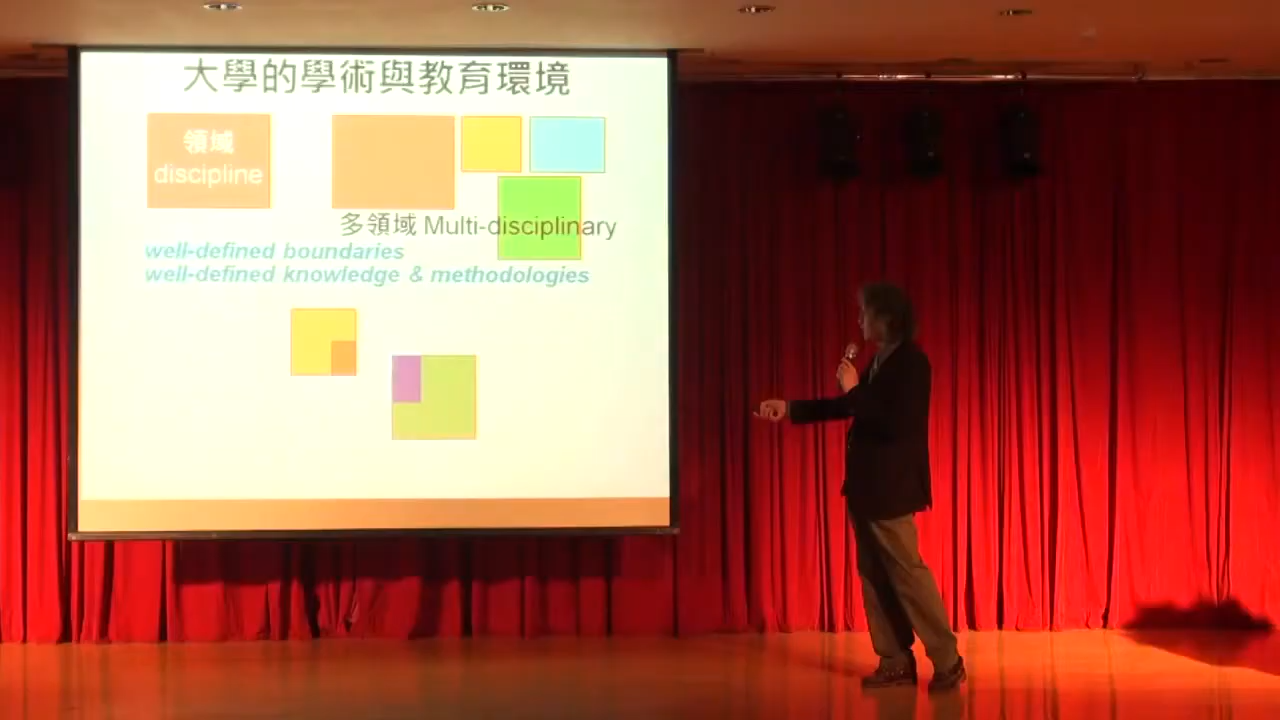 大學的學術與教育環境
領域
discipline
多領域 Multi-disciplinary
well-defined boundaries
well-defined knowledge & methodologies